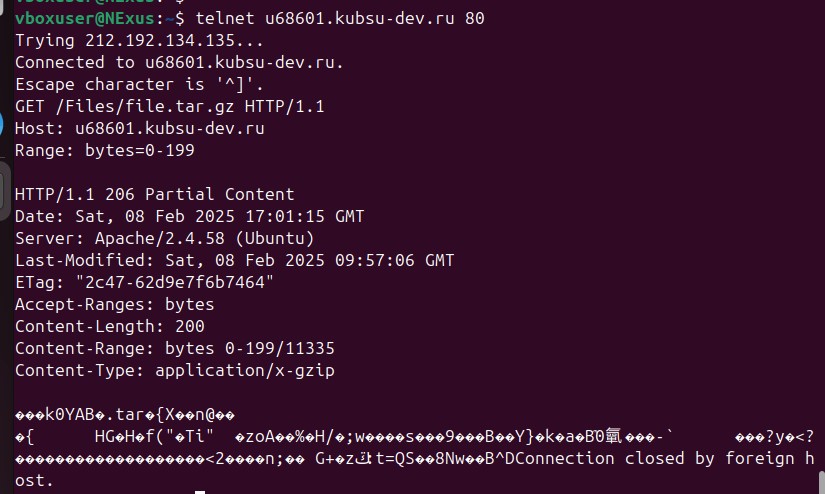 vboxuser@NExus:~$ telnet u68601.kubsu-dev.ru 80
Trying 212.192.134.135...
Connected to u68601.kubsu-dev.ru.
Escape character is '^]'.
GET /Files/file.tar.gz HTTP/1.1
Host: u68601.kubsu-dev.ru
Range: bytes=0-199

HTTP/1.1 206 Partial Content
Date: Sat, 08 Feb 2025 17:01:15 GMT
Server: Apache/2.4.58 (Ubuntu)
Last-Modified: Sat, 08 Feb 2025 09:57:06 GMT
ETag: "2c47-62d9e7f6b7464"
Accept-Ranges: bytes
Content-Length: 200
Content-Range: bytes 0-199/11335
Content-Type: application/x-gzip

���k0YAB�.tar�{X��n@��
�{      HG�H�f("�Ti"  �zoA��%�H/�;w����s���9���B��Y}�k�a�B       ���?y�<?
�������������������<2����n;�� G+�z t=QS��8Nw��B^DConnection closed by foreign h
ost.